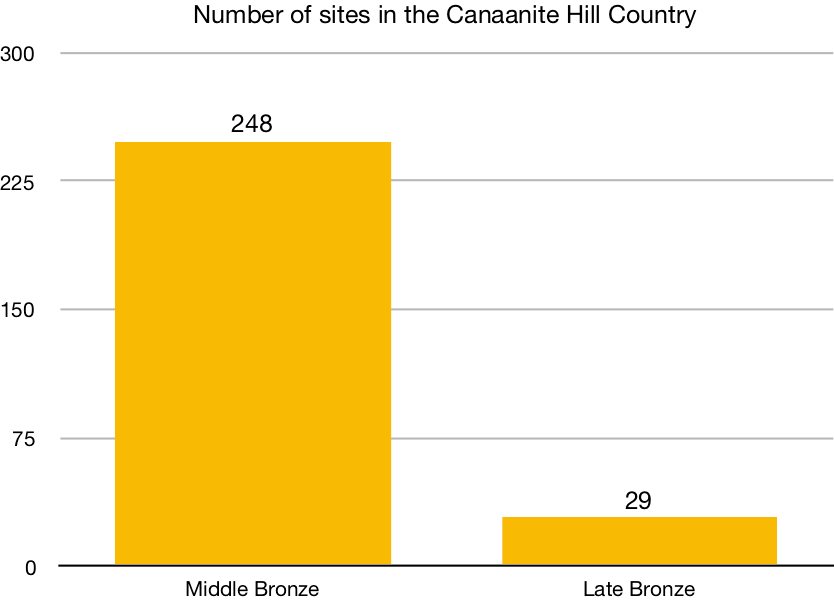 Number of sites in the Canaanite Hill Country
300
248
225
150
75
29
0
Middle Bronze
Late Bronze